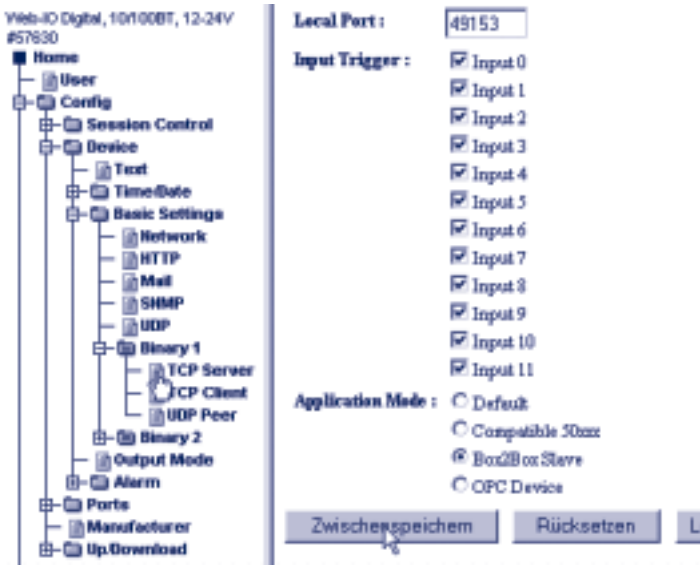 Web-IO Digital, 10/100BT, 12-24V
#57630
Home
User
Config
Session Control
Device
Text
Time/Date
Basic Settings
Network
HTTP
Mail
SNMP
UDP
Binary 1
TCP Server
TCP Client
UDP Peer
Binary 2
Output Mode
Alarm
Ports
Manufacturer
Up/Download
Local Port :
49153
Input Trigger :
Input 0
Input 1
Input 2
Input 3
Input 4
Input 5
Input 6
Input 7
Input 8
Input 9
Input 10
Input 11
Application Mode :
Default
Compatible 50xxx
Box2Box Slave
OPC Device
Zwischenspeichern
Rücksetzen
L